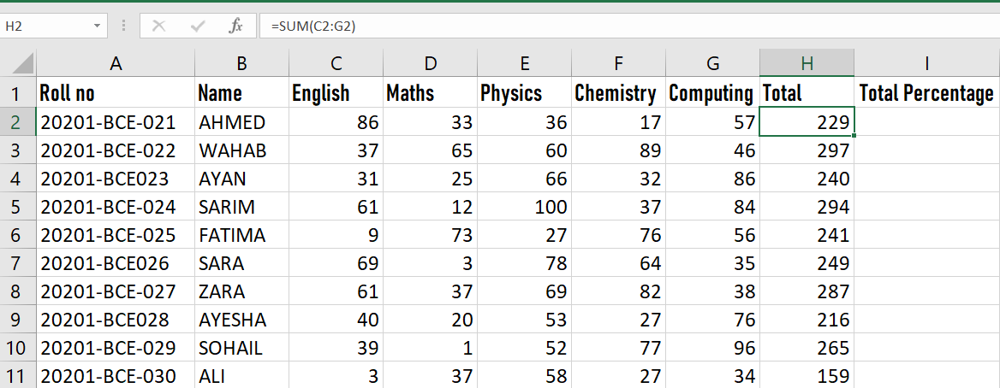 H2 fx =SUM(C2:G2)
A B C D E F G H I
1 Roll no Name English Maths Physics Chemistry Computing Total Total Percentage
2 20201-BCE-021 AHMED 86 33 36 17 57 229
3 20201-BCE-022 WAHAB 37 65 60 89 46 297
4 20201-BCE023 AYAN 31 25 66 32 86 240
5 20201-BCE-024 SARIM 61 12 100 37 84 294
6 20201-BCE-025 FATIMA 9 73 27 76 56 241
7 20201-BCE026 SARA 69 3 78 64 35 249
8 20201-BCE-027 ZARA 61 37 69 82 38 287
9 20201-BCE028 AYESHA 40 20 53 27 76 216
10 20201-BCE-029 SOHAIL 39 1 52 77 96 265
11 20201-BCE-030 ALI 3 37 58 27 34 159